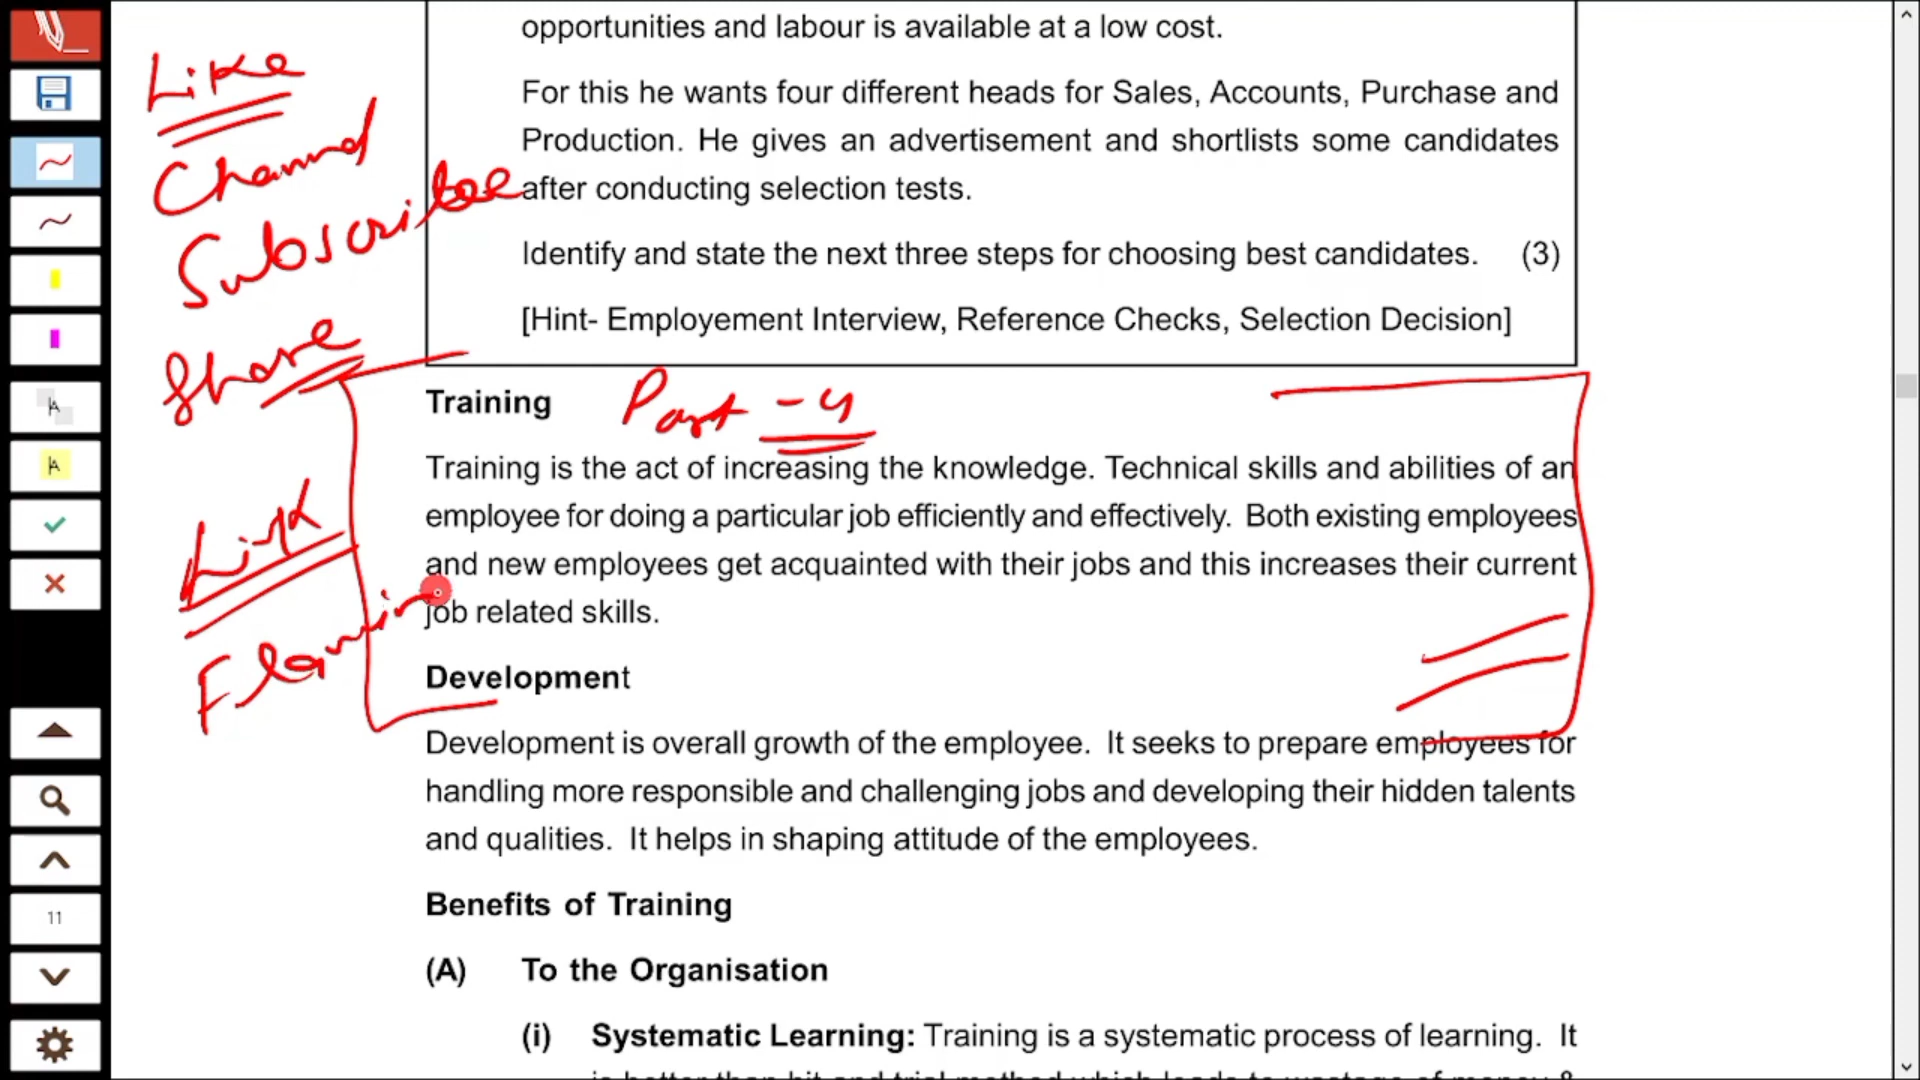 opportunities and labour is available at a low cost.
Like
For this he wants four different heads for Sales, Accounts, Purchase and
Production. He gives an advertisement and shortlists some candidates
after conducting selection tests.
Channel
Subscribe
Identify and state the next three steps for choosing best candidates. (3)
[Hint- Employement Interview, Reference Checks, Selection Decision]
Share
Training Part - 4
Training is the act of increasing the knowledge. Technical skills and abilities of an
employee for doing a particular job efficiently and effectively. Both existing employees
and new employees get acquainted with their jobs and this increases their current
job related skills.
Link
Development
Development is overall growth of the employee. It seeks to prepare employees for
handling more responsible and challenging jobs and developing their hidden talents
and qualities. It helps in shaping attitude of the employees.
Benefits of Training
11
(A) To the Organisation
(i) Systematic Learning: Training is a systematic process of learning. It